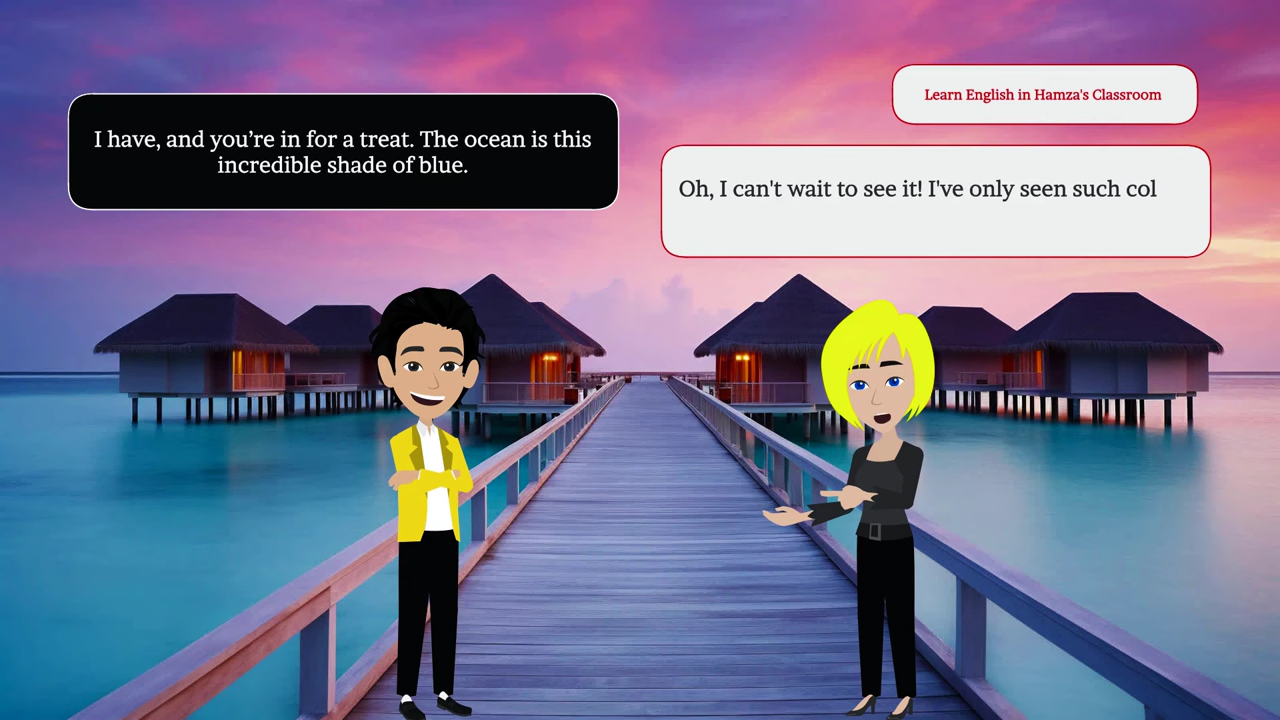 Learn English in Hamza's Classroom
I have, and you’re in for a treat. The ocean is this
incredible shade of blue.
Oh, I can't wait to see it! I've only seen such col